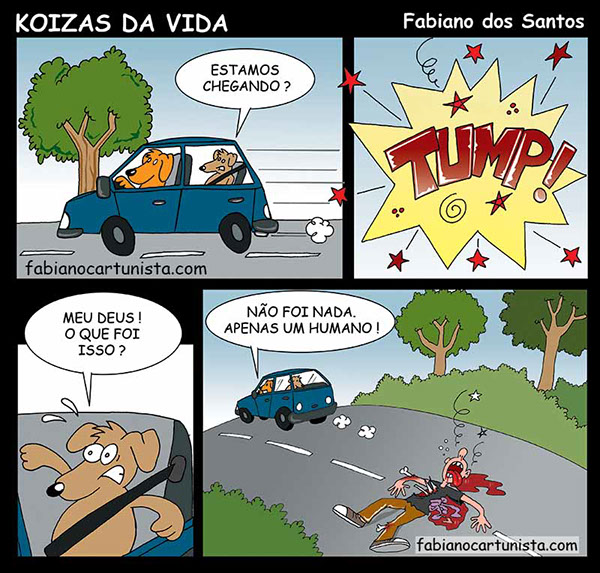 KOIZAS DA VIDA
Fabiano dos Santos
ESTAMOS
CHEGANDO ?
fabianocartunista.com
TUMP!
MEU DEUS !
O QUE FOI
ISSO ?
NÃO FOI NADA.
APENAS UM HUMANO !
fabianocartunista.com